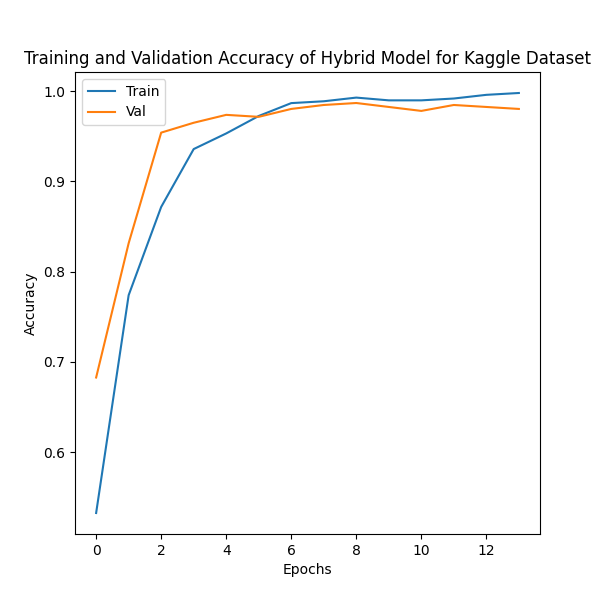 Training and Validation Accuracy of Hybrid Model for Kaggle Dataset
Train
Val
1.0
0.9
0.8
0.7
0.6
Accuracy
0 2 4 6 8 10 12
Epochs